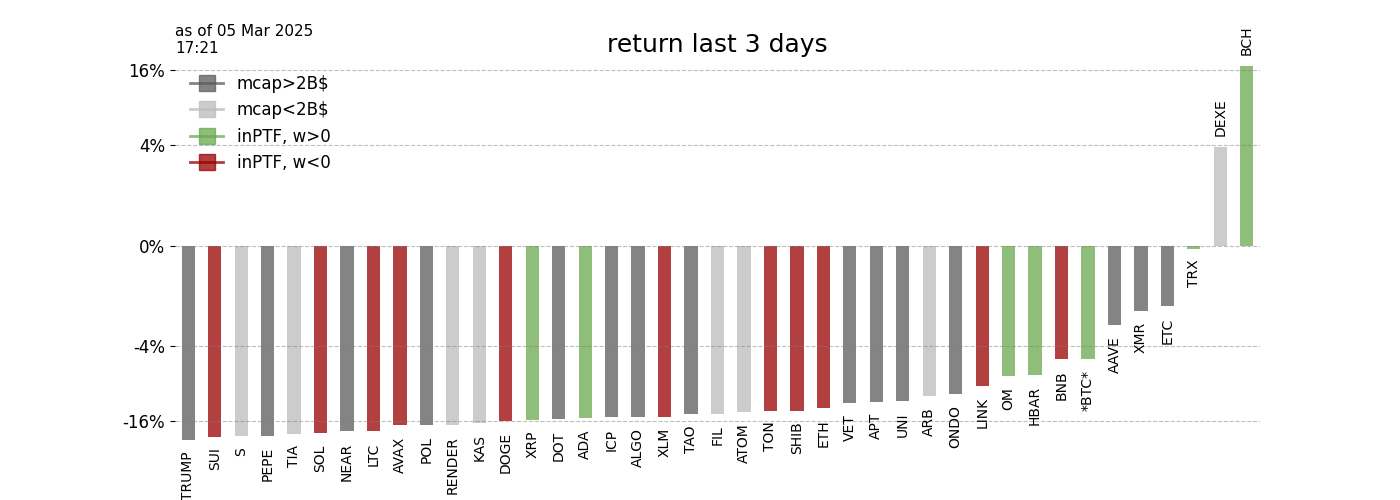 as of 05 Mar 2025
17:21
return last 3 days
16%
4%
0%
-4%
-16%
mcap>2B$
mcap<2B$
inPTF, w>0
inPTF, w<0
TRUMP
SUI
S
PEPE
TIA
SOL
NEAR
LTC
AVAX
POL
RENDER
KAS
DOGE
XRP
DOT
ADA
ICP
ALGO
XLM
TAO
FIL
ATOM
TON
SHIB
ETH
VET
APT
UNI
ARB
ONDO
LINK
OM
HBAR
BNB
*BTC*
AAVE
XMR
ETC
TRX
DEXE
BCH